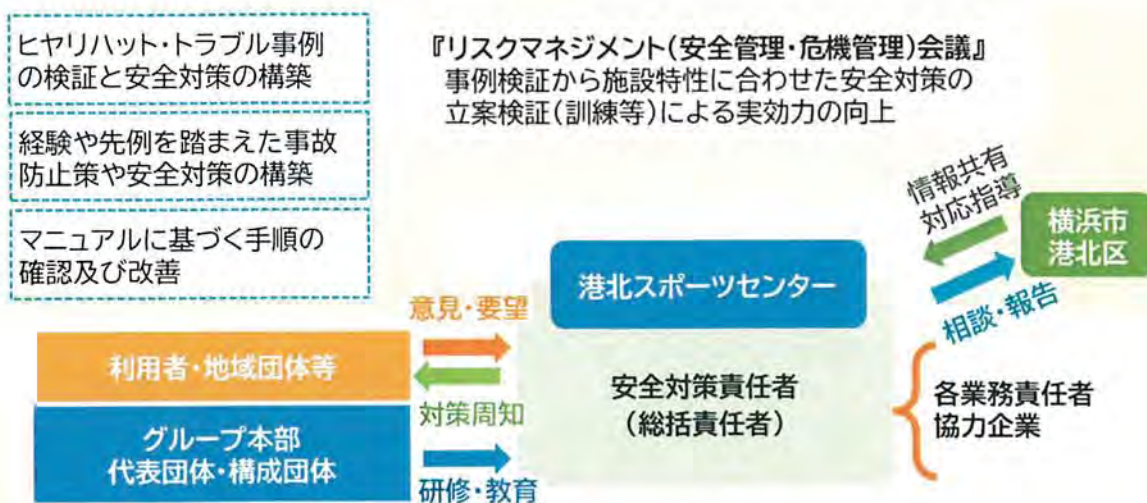 ヒヤリハット・トラブル事例
の検証と安全対策の構築
経験や先例を踏まえた事故
防止策や安全対策の構築
マニュアルに基づく手順の
確認及び改善
『リスクマネジメント(安全管理・危機管理)会議』
事例検証から施設特性に合わせた安全対策の
立案検証(訓練等)による実効力の向上
情報共有
対応指導
横浜市
港北区
相談・報告
港北スポーツセンター
意見・要望
利用者・地域団体等
対策周知
安全対策責任者
(総括責任者)
各業務責任者
協力企業
グループ本部
代表団体・構成団体
研修・教育